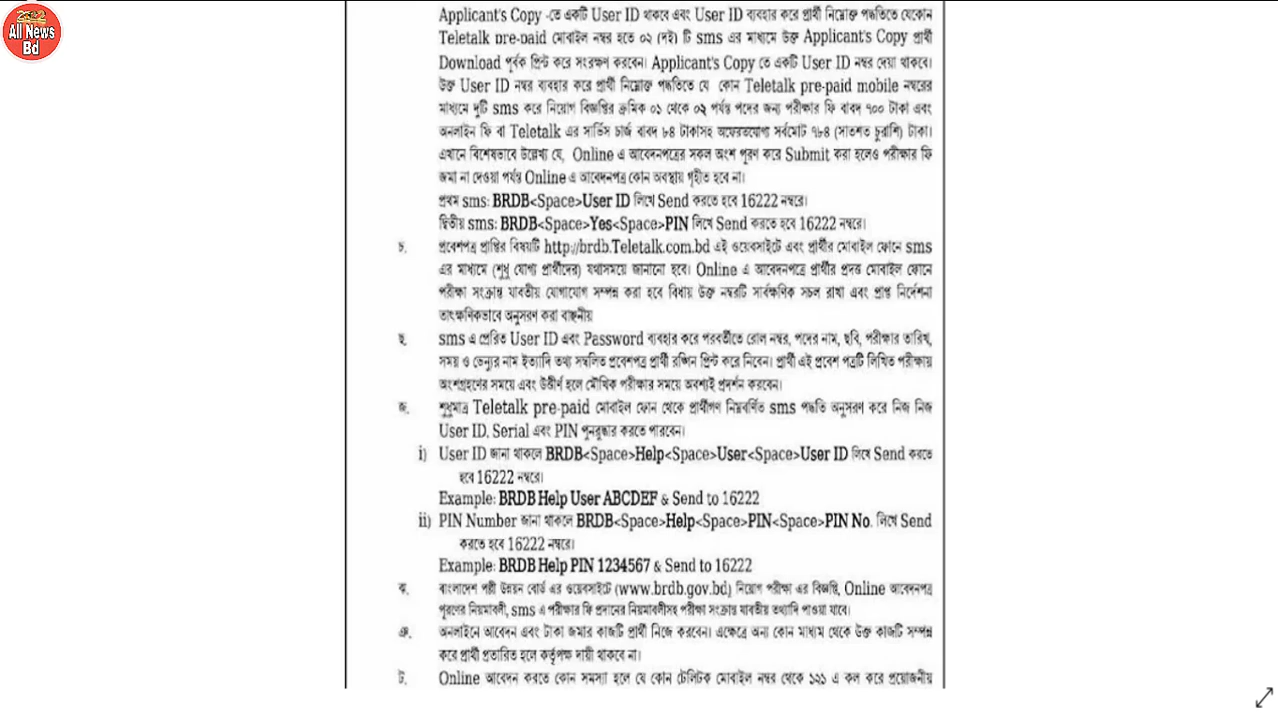 2022
All News
Bd
Applicant's Copy -তে একটি User ID থাকবে এবং User ID ব্যবহার করে প্রার্থী নিম্নোক্ত পদ্ধতিতে যেকোন
Teletalk pre-paid মোবাইল নম্বর হতে ০২ (দুই) টি sms এর মাধ্যমে উক্ত Applicant's Copy প্রার্থী
Download পূর্বক প্রিন্ট করে সংরক্ষণ করবেন। Applicant's Copy তে একটি User ID নম্বর দেয়া থাকবে।
উক্ত User ID নম্বর ব্যবহার করে প্রার্থী নিম্নোক্ত পদ্ধতিতে যে কোন Teletalk pre-paid mobile নম্বরের
মাধ্যমে দুটি sms করে নিয়োগ বিজ্ঞপ্তির ক্রমিক ০১ থেকে ০২ পর্যন্ত পদের জন্য পরীক্ষার ফি বাবদ ৭০০ টাকা এবং
অনলাইন ফি বা Teletalk এর সার্ভিস চার্জ বাবদ ৮৪ টাকাসহ অফেরতযোগ্য সর্বমোট ৭৮৪ (সাতশত চুরাশি) টাকা।
এখানে বিশেষভাবে উল্লেখ্য যে, Online এ আবেদনপত্রের সকল অংশ পূরণ করে Submit করা হলেও পরীক্ষার ফি
জমা না দেওয়া পর্যন্ত Online এ আবেদনপত্র কোন অবস্থায় গৃহীত হবে না।
প্রথম sms: BRDB<Space>User ID লিখে Send করতে হবে 16222 নম্বরে।
দ্বিতীয় sms: BRDB<Space>Yes<Space>PIN লিখে Send করতে হবে 16222 নম্বরে।
চ. প্রবেশপত্র প্রাপ্তির বিষয়টি http://brdb.Teletalk.com.bd এই ওয়েবসাইটে এবং প্রার্থীর মোবাইল ফোনে sms
এর মাধ্যমে (শুধু যোগ্য প্রার্থীদের) যথাসময়ে জানানো হবে। Online এ আবেদনপত্রে প্রার্থীর প্রদত্ত মোবাইল ফোনে
পরীক্ষা সংক্রান্ত যাবতীয় যোগাযোগ সম্পন্ন করা হবে বিধায় উক্ত নম্বরটি সার্বক্ষণিক সচল রাখা এবং প্রাপ্ত নির্দেশনা
তাৎক্ষণিকভাবে অনুসরণ করা বাঞ্ছনীয়
ছ. sms এ প্রেরিত User ID এবং Password ব্যবহার করে পরবর্তীতে রোল নম্বর, পদের নাম, ছবি, পরীক্ষার তারিখ,
সময় ও ভেন্যুর নাম ইত্যাদি তথ্য সম্বলিত প্রবেশপত্র প্রার্থী রঙ্গিন প্রিন্ট করে নিবেন। প্রার্থী এই প্রবেশ পত্রটি লিখিত পরীক্ষায়
অংশগ্রহণের সময়ে এবং উত্তীর্ণ হলে মৌখিক পরীক্ষার সময়ে অবশ্যই প্রদর্শন করবেন।
জ. শুধুমাত্র Teletalk pre-paid মোবাইল ফোন থেকে প্রার্থীগণ নিম্নবর্ণিত sms পদ্ধতি অনুসরণ করে নিজ নিজ
User ID, Serial এবং PIN পুনরুদ্ধার করতে পারবেন।
i) User ID জানা থাকলে BRDB<Space>Help<Space>User<Space>User ID লিখে Send করতে
হবে 16222 নম্বরে।
Example: BRDB Help User ABCDEF & Send to 16222
ii) PIN Number জানা থাকলে BRDB<Space>Help<Space>PIN<Space>PIN No. লিখে Send
করতে হবে 16222 নম্বরে।
Example: BRDB Help PIN 1234567 & Send to 16222
ঝ. বাংলাদেশ পল্লী উন্নয়ন বোর্ড এর ওয়েবসাইটে (www.brdb.gov.bd) নিয়োগ পরীক্ষা এর বিজ্ঞপ্তি, Online আবেদনপত্র
পূরণের নিয়মাবলী, sms এ পরীক্ষার ফি প্রদানের নিয়মাবলীসহ পরীক্ষা সংক্রান্ত যাবতীয় তথ্যাদি পাওয়া যাবে।
ঞ. অনলাইনে আবেদন এবং টাকা জমার কাজটি প্রার্থী নিজে করবেন। এক্ষেত্রে অন্য কোন মাধ্যম থেকে উক্ত কাজটি সম্পন্ন
করে প্রার্থী প্রতারিত হলে কর্তৃপক্ষ দায়ী থাকবে না।
ট. Online আবেদন করতে কোন সমস্যা হলে যে কোন টেলিটক মোবাইল নম্বর থেকে ১২১ এ কল করে প্রয়োজনীয়